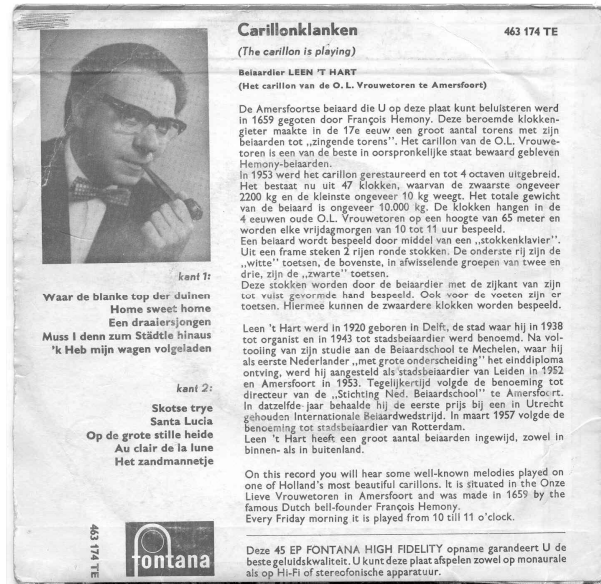 Carillonklanken
463 174 TE
(The carillon is playing)
Beiaardier LEEN 'T HART
(Het carillon van de O. L. Vrouwetoren te Amersfoort)
De Amersfoortse beiaard die U op deze plaat kunt beluisteren werd
in 1659 gegoten door François Hemony. Deze beroemde klokken-
gieter maakte in de 17e eeuw een groot aantal torens met zijn
beiaarden tot ,,zingende torens". Het carillon van de O.L. Vrouwe-
toren is een van de beste in oorspronkelijke staat bewaard gebleven
Hemony-beiaarden.
In 1953 werd het carillon gerestaureerd en tot 4 octaven uitgebreid.
Het bestaat nu uit 47 klokken, waarvan de zwaarste ongeveer
2200 kg en de kleinste ongeveer 10 kg weegt. Het totale gewicht
van de beiaard is ongeveer 10.000 kg. De klokken hangen in de
4 eeuwen oude O.L. Vrouwetoren op een hoogte van 65 meter en
worden elke vrijdagmorgen van 10 tot 11 uur bespeeld.
Een beiaard wordt bespeeld door middel van een ,,stokkenklavier".
Uit een frame steken 2 rijen ronde stokken. De onderste rij zijn de
,,witte" toetsen, de bovenste, in afwisselende groepen van twee en
drie, zijn de ,,zwarte" toetsen.
Deze stokken worden door de beiaardier met de zijkant van zijn
tot vuist gevormde hand bespeeld. Ook voor de voeten zijn er
toetsen. Hiermee kunnen de zwaardere klokken worden bespeeld.
Leen 't Hart werd in 1920 geboren in Delft, de stad waar hij in 1938
tot organist en in 1943 tot stadsbeiaardier werd benoemd. Na vol-
tooiing van zijn studie aan de Beiaardschool te Mechelen, waar hij
als eerste Nederlander ,,met grote onderscheiding" het einddiploma
ontving, werd hij aangesteld als stadsbeiaardier van Leiden in 1952
en Amersfoort in 1953. Tegelijkertijd volgde de benoeming tot
directeur van de ,,Stichting Ned. Beiaardschool" te Amersfoort.
In datzelfde jaar behaalde hij de eerste prijs bij een in Utrecht
gehouden Internationale Beiaardwedstrijd. In maart 1957 volgde de
benoeming tot stadsbeiaardier van Rotterdam.
Leen 't Hart heeft een groot aantal beiaarden ingewijd, zowel in
binnen- als in buitenland.
On this record you will hear some well-known melodies played on
one of Holland's most beautiful carillons. It is situated in the Onze
Lieve Vrouwetoren in Amersfoort and was made in 1659 by the
famous Dutch bell-founder François Hemony.
Every Friday morning it is played from 10 till 11 o'clock.
Deze 45 EP FONTANA HIGH FIDELITY opname garandeert U de
beste geluidskwaliteit. U kunt deze plaat afspelen zowel op monaurale
als op Hi-Fi of stereofonische apparatuur.
kant 1:
Waar de blanke top der duinen
Home sweet home
Een draaiersjongen
Muss I denn zum Städtle hinaus
'k Heb mijn wagen volgeladen
kant 2:
Skotse trye
Santa Lucia
Op de grote stille heide
Au clair de la lune
Het zandmannetje
463 174 TE
fontana